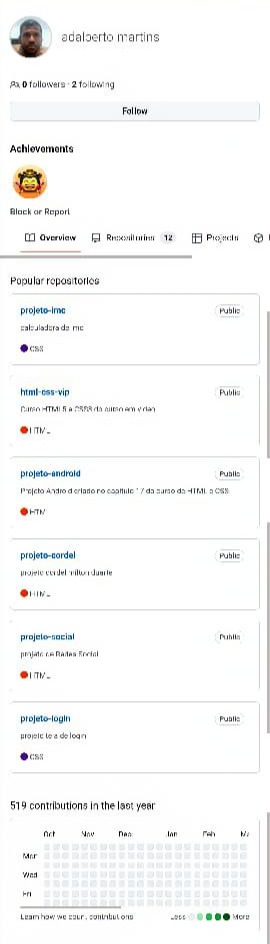 adalberto martins
0 followers · 2 following
Follow
Achievements
Block or Report
Overview Repositories 12 Projects
Popular repositories
projeto-imc Public
calculadora de imc
CSS
html-css-vip Public
Curso HTML5 e CSS3 do curso em video
HTML
projeto-android Public
Projeto Android criado no capitulo 17 do curso de HTML e CSS
HTML
projeto-cordel Public
projeto cordel milton duarte
HTML
projeto-social Public
projeto de Redes Social
HTML
projeto-login Public
projeto tela de login
CSS
519 contributions in the last year
Oct Nov Dec Jan Feb
Mon
Wed
Fri
Learn how we count contributions Less More